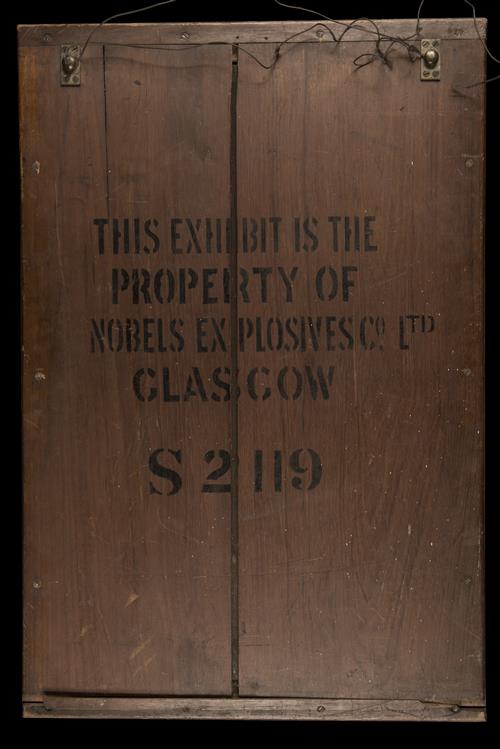 THIS EXHIBIT IS THE
PROPERTY OF
NOBELS EXPLOSIVES Co. LTD
GLASGOW
S 2119